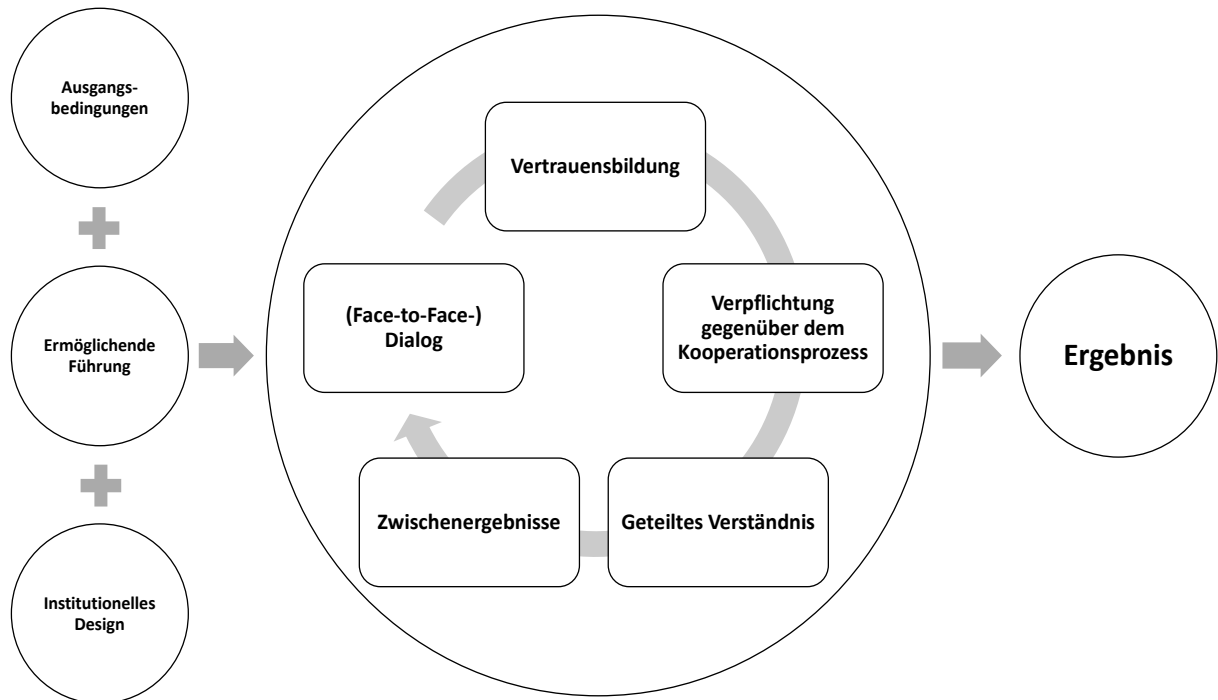 Ausgangs-
bedingungen
Ermöglichende
Führung
Institutionelles
Design
Vertrauensbildung
(Face-to-Face-)
Dialog
Verpflichtung
gegenüber dem
Kooperationsprozess
Zwischenergebnisse
Geteiltes Verständnis
Ergebnis